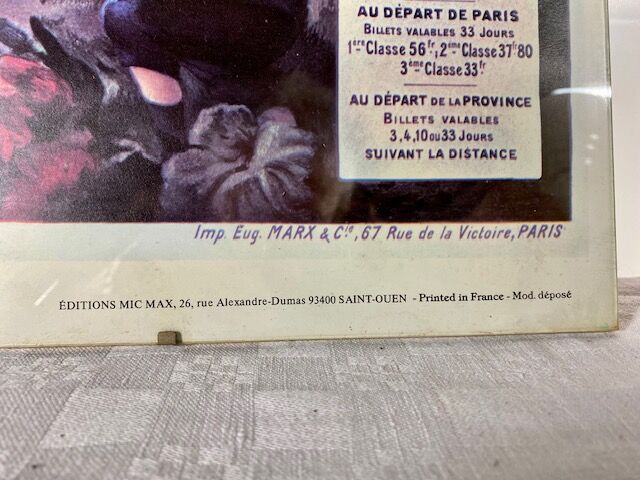 AU DÉPART DE PARIS
BILLETS VALABLES 33 JOURS
1ère Classe 56fr, 2ème Classe 37fr80
3ème Classe 33fr
AU DÉPART DE LA PROVINCE
BILLETS VALABLES
3,4,10 OU 33 JOURS
SUIVANT LA DISTANCE
Imp. Eug. MARX & Cie, 67 Rue de la Victoire, PARIS
ÉDITIONS MIC MAX, 26, rue Alexandre-Dumas 93400 SAINT-OUEN - Printed in France - Mod. déposé